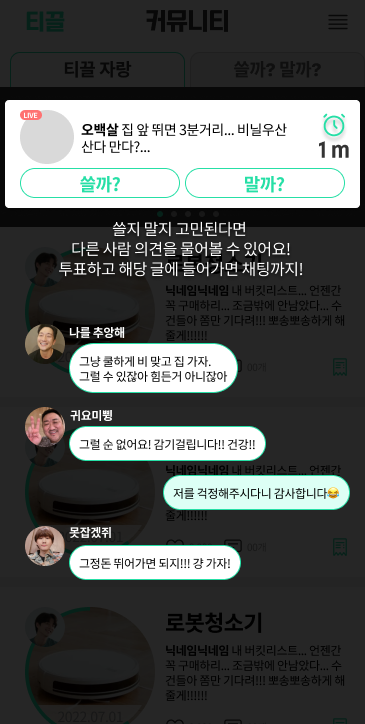 티끌
커뮤니티
티끌 자랑
쓸까? 말까?
LIVE
오백살 집 앞 뛰면 3분거리... 비닐우산
산다 만다?...
1 m
쓸까?
말까?
쓸지 말지 고민된다면
다른 사람 의견을 물어볼 수 있어요!
투표하고 해당 글에 들어가면 채팅까지!
닉네임닉네임 내 버킷리스트... 언젠간
꼭 구매하리... 조금밖에 안남았다... 수
건들아 쫌만 기다려!!! 뽀송뽀송하게 해
줄게!!!!!!
00개
나를 추앙해
그냥 쿨하게 비 맞고 집 가자.
그럴 수 있잖아 힘든거 아니잖아
귀요미삥
그럴 순 없어요! 감기걸립니다!! 건강!!
닉네임닉네임 내 버킷리스트... 언젠간
저를 걱정해주시다니 감사합니다😂
줄게!!!!!!
못잡겠쥐
00개
그정돈 뛰어가면 되지!!! 걍 가자!
로봇청소기
닉네임닉네임 내 버킷리스트... 언젠간
꼭 구매하리... 조금밖에 안남았다... 수
건들아 쫌만 기다려!!! 뽀송뽀송하게 해
줄게!!!!!!
2022.07.01